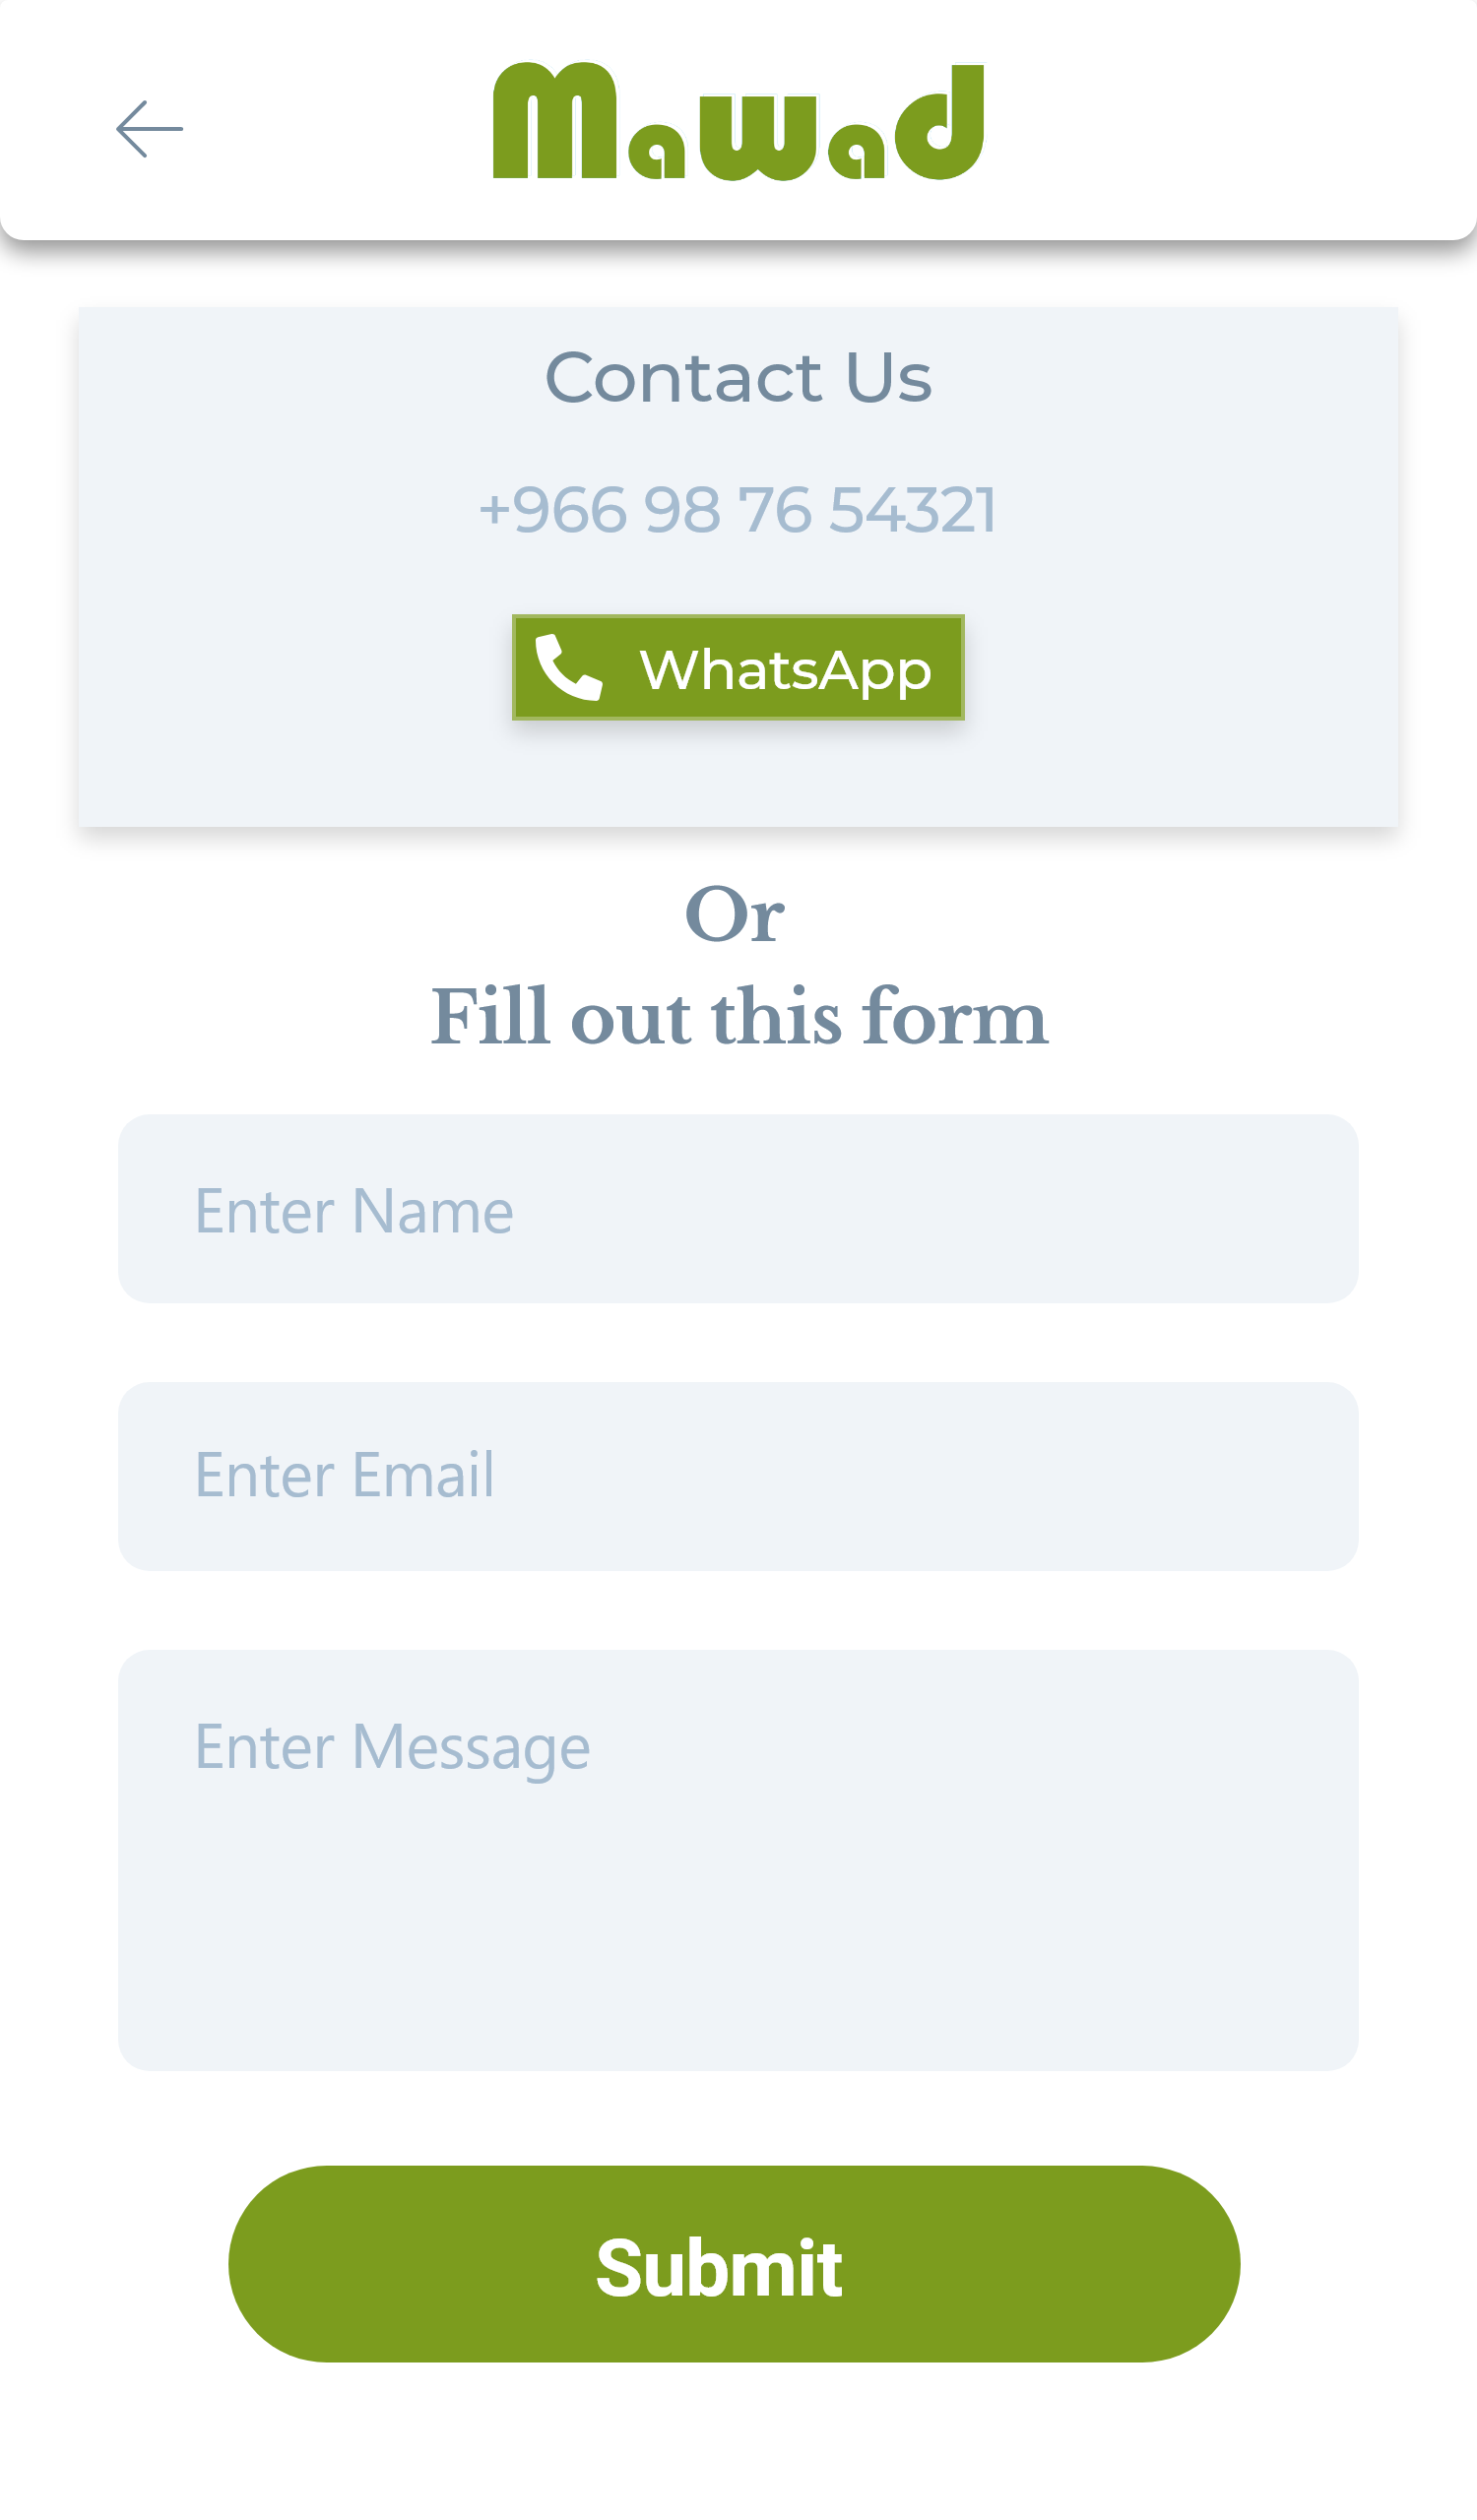 Mawad
Contact Us
+966 98 76 54321
WhatsApp
Or
Fill out this form
Enter Name
Enter Email
Enter Message
Submit